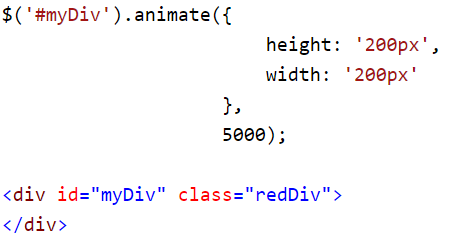 $('#myDiv').animate({
height: '200px',
width: '200px'
},
5000);
<div id="myDiv" class="redDiv">
</div>